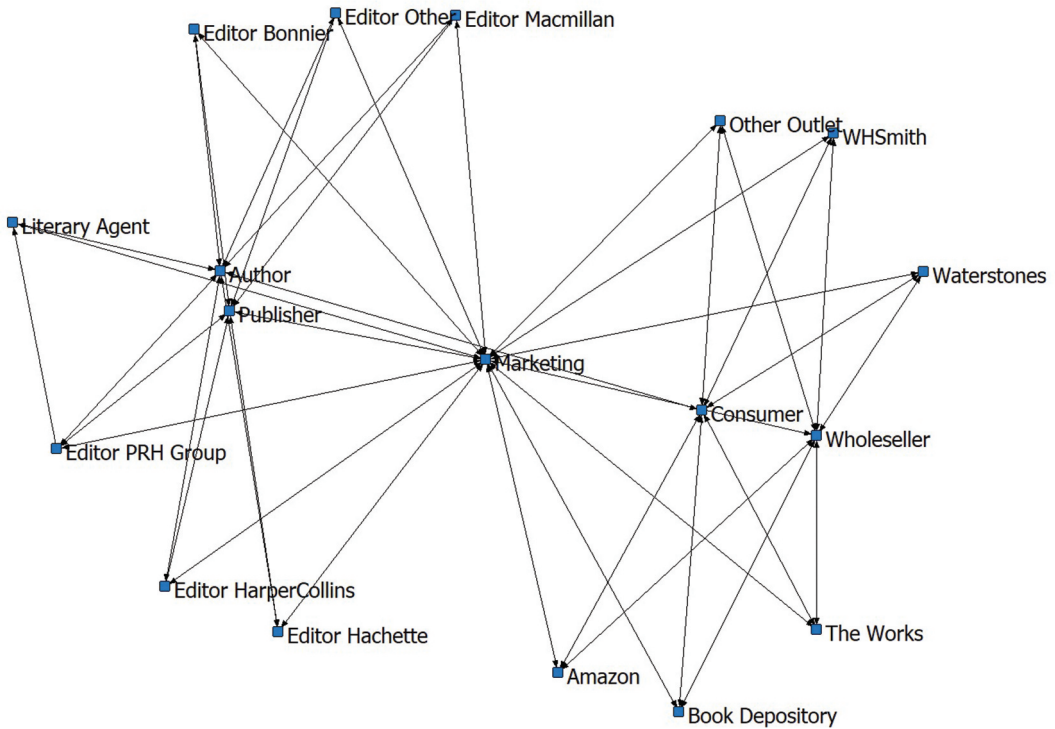 Editor Other
Editor Macmillan
Editor Bonnier
Other Outlet
WHSmith
Literary Agent
Author
Waterstones
Publisher
Marketing
Consumer
Wholeseller
Editor PRH Group
Editor HarperCollins
Editor Hachette
The Works
Amazon
Book Depository